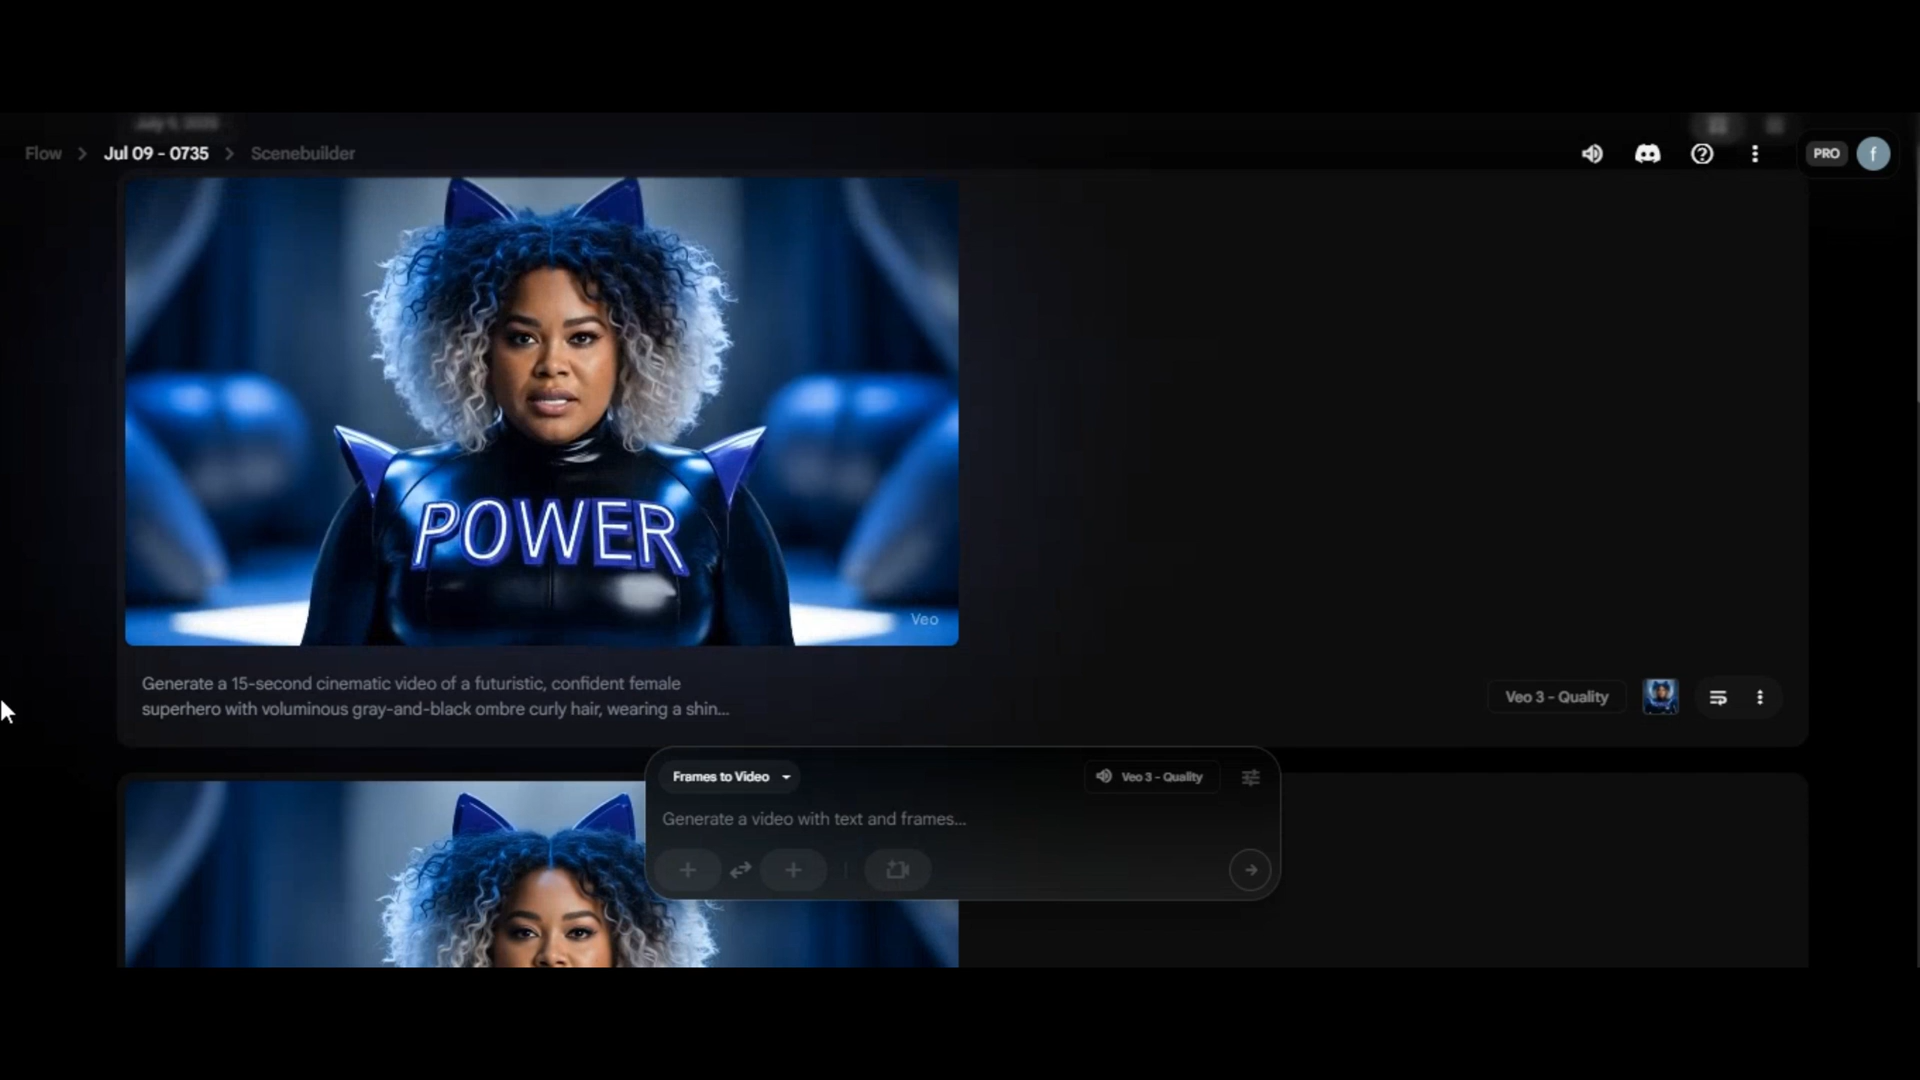 Flow > Jul 09 - 0735 > Scenebuilder
PRO f
POWER
Veo
Generate a 15-second cinematic video of a futuristic, confident female
superhero with voluminous gray-and-black ombre curly hair, wearing a shin...
Veo 3 - Quality
Frames to Video
Veo 3 - Quality
Generate a video with text and frames...